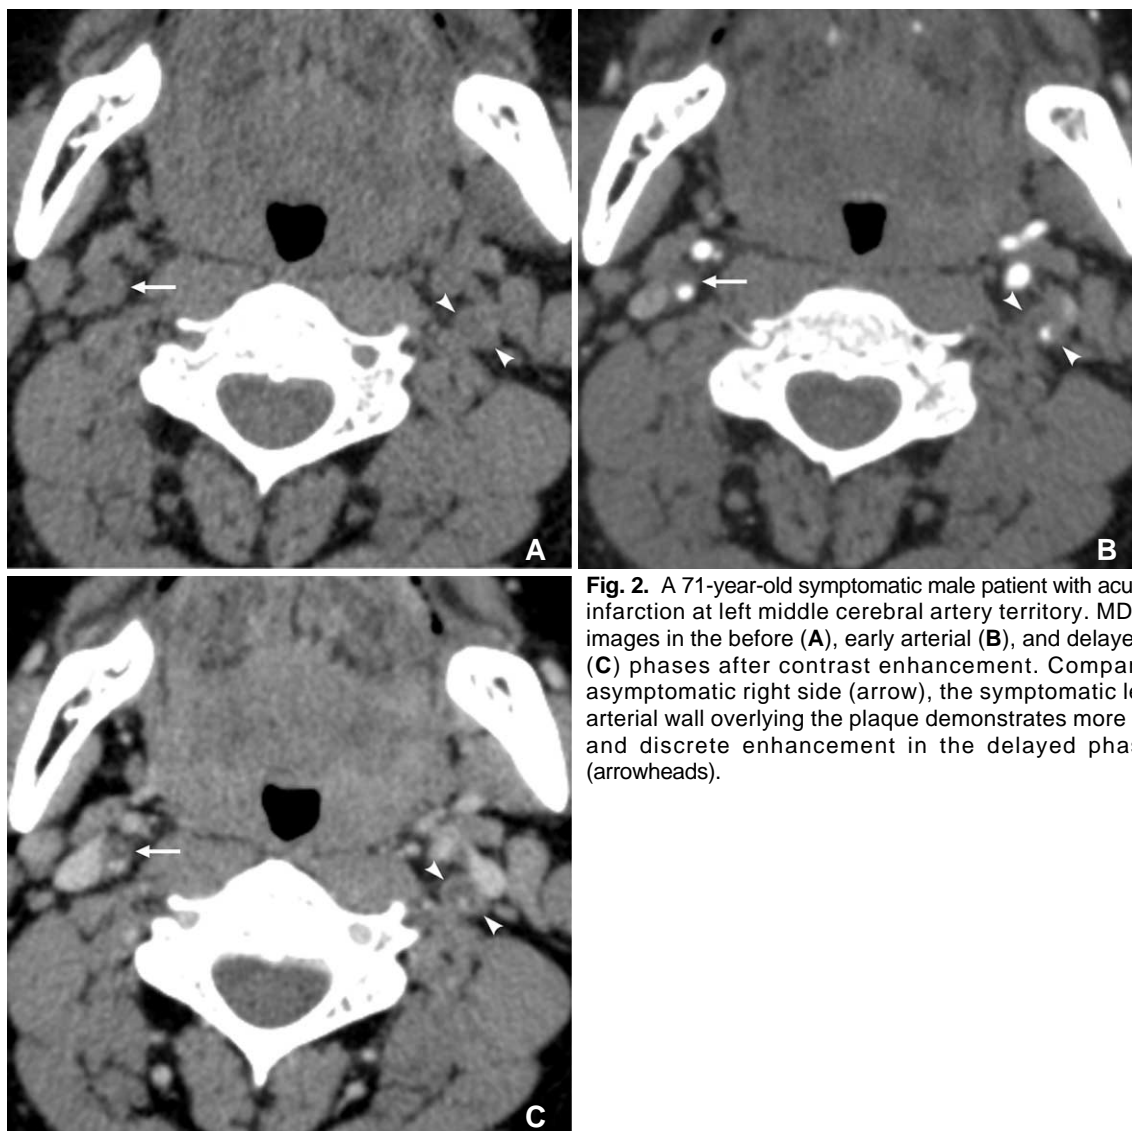 A
B
Fig. 2. A 71-year-old symptomatic male patient with acu
infarction at left middle cerebral artery territory. MD
images in the before (A), early arterial (B), and delaye
(C) phases after contrast enhancement. Compar
asymptomatic right side (arrow), the symptomatic le
arterial wall overlying the plaque demonstrates more
and discrete enhancement in the delayed phas
(arrowheads).
C